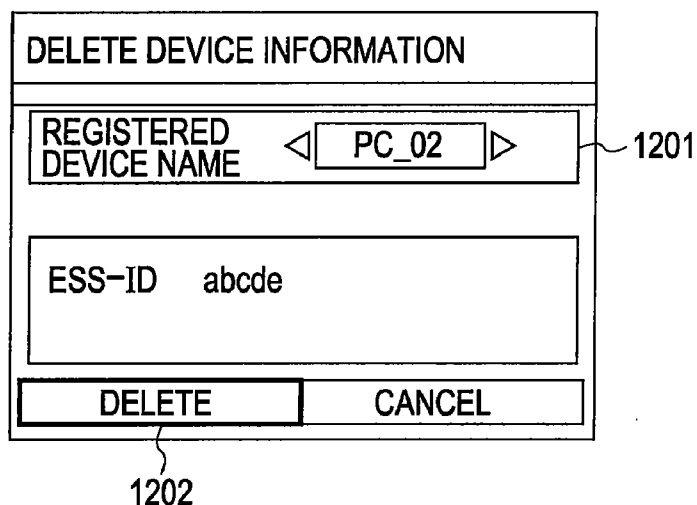 DELETE DEVICE INFORMATION
REGISTERED
DEVICE NAME
PC_02
1201
ESS-ID abcde
DELETE
CANCEL
1202